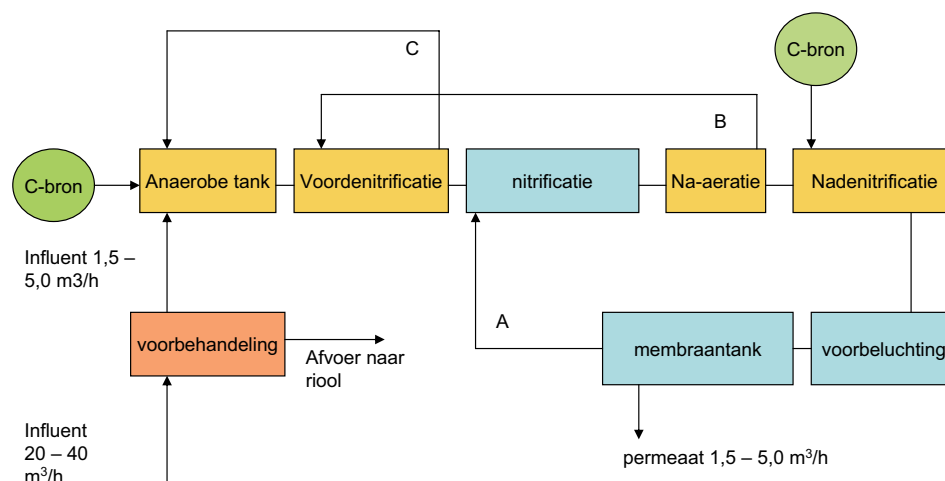 C
C-bron
B
C-bron
Anaerobe tank
Voordenitrificatie
nitrificatie
Na-aeratie
Nadenitrificatie
Influent 1,5 –
5,0 m3/h
A
voorbehandeling
Afvoer naar
riool
membraantank
voorbeluchting
Influent
20 – 40
m³/h
permeaat 1,5 – 5,0 m³/h